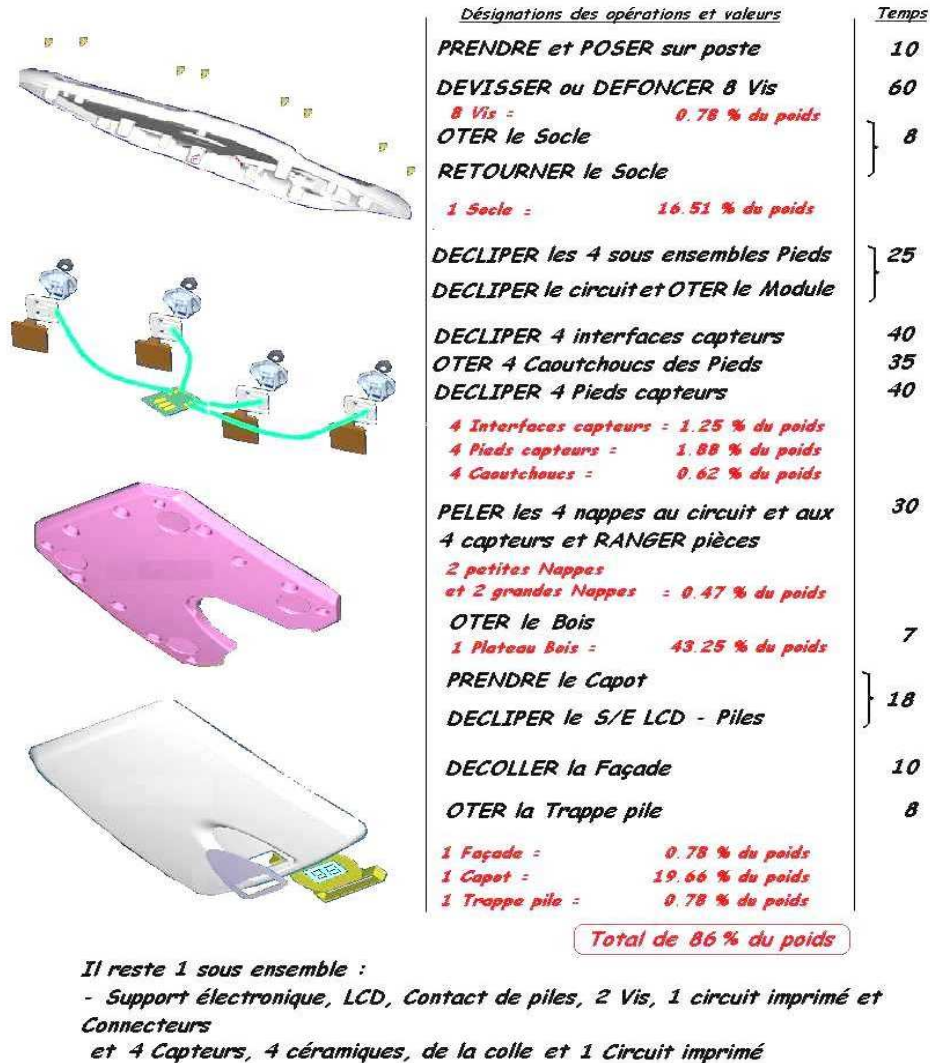 Désignations des opérations et valeurs Temps
PRENDRE et POSER sur poste 10
DEVISSER ou DEFONCER 8 Vis 60
8 Vis = 0.78 % du poids
OTER le Socle 8
RETOURNER le Socle
1 Socle = 16.51 % du poids
DECLIPER les 4 sous ensembles Pieds 25
DECLIPER le circuit et OTER le Module
DECLIPER 4 interfaces capteurs 40
OTER 4 Caoutchoucs des Pieds 35
DECLIPER 4 Pieds capteurs 40
4 Interfaces capteurs = 1.25 % du poids
4 Pieds capteurs = 1.88 % du poids
4 Caoutchoucs = 0.62 % du poids
PELER les 4 nappes au circuit et aux 30
4 capteurs et RANGER pièces
2 petites Nappes
et 2 grandes Nappes = 0.47 % du poids
OTER le Bois 7
1 Plateau Bois = 43.25 % du poids
PRENDRE le Capot 18
DECLIPER le S/E LCD - Piles
DECOLLER la Façade 10
OTER la Trappe pile 8
1 Façade = 0.78 % du poids
1 Capot = 19.66 % du poids
1 Trappe pile = 0.78 % du poids
Total de 86 % du poids
Il reste 1 sous ensemble :
- Support électronique, LCD, Contact de piles, 2 Vis, 1 circuit imprimé et
Connecteurs
et 4 Capteurs, 4 céramiques, de la colle et 1 Circuit imprimé